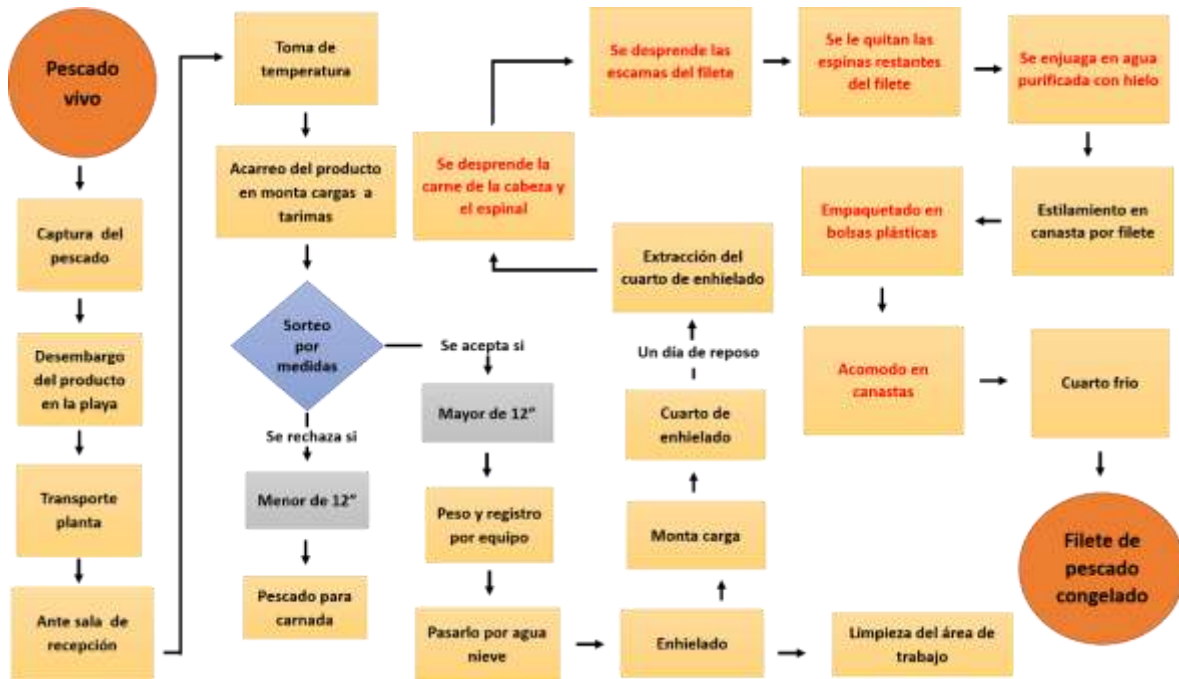 Pescado
vivo
Captura del
pescado
Desembargo
del producto
en la playa
Transporte
planta
Ante sala de
recepción
Toma de
temperatura
Acarreo del producto
en monta cargas a
tarimas
Sorteo
por
medidas
Se rechaza si
Menor de 12”
Pescado para
carnada
Se acepta si
Mayor de 12”
Peso y registro
por equipo
Pasarlo por agua
nieve
Enhielado
Limpieza del área de
trabajo
Monta carga
Cuarto de
enhielado
Un día de reposo
Extracción del
cuarto de enhielado
Se desprende la
carne de la cabeza y
el espinal
Se desprende las
escamas del filete
Se le quitan las
espinas restantes
del filete
Se enjuaga en agua
purificada con hielo
Estilamiento en
canasta por filete
Empaquetado en
bolsas plásticas
Acomodo en
canastas
Cuarto frío
Filete de
pescado
congelado